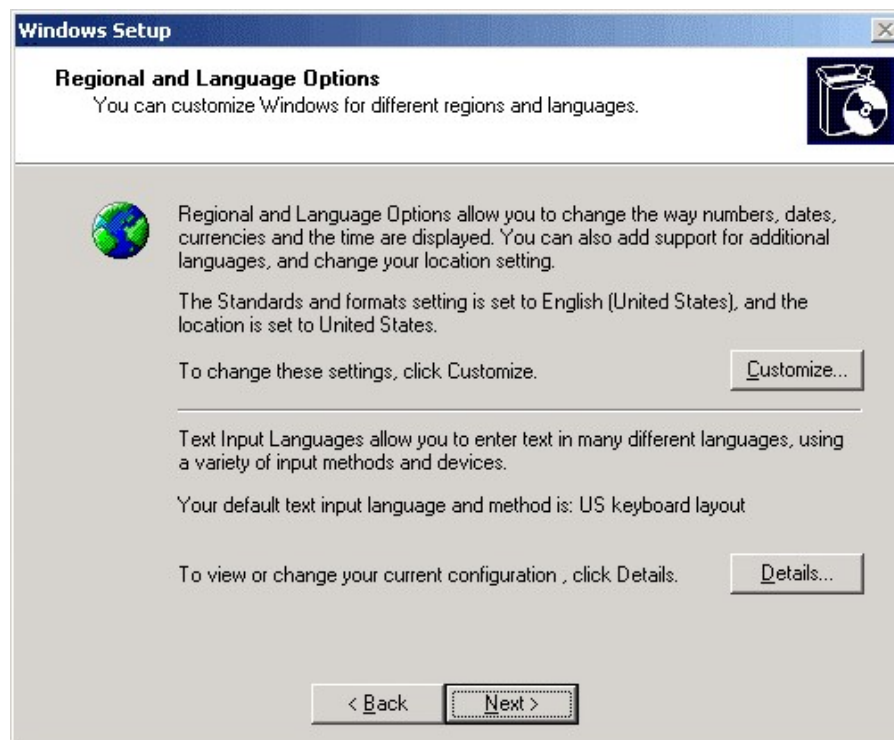 Windows Setup
Regional and Language Options
You can customize Windows for different regions and languages.
Regional and Language Options allow you to change the way numbers, dates,
currencies and the time are displayed. You can also add support for additional
languages, and change your location setting.
The Standards and formats setting is set to English (United States), and the
location is set to United States.
To change these settings, click Customize.
Customize...
Text Input Languages allow you to enter text in many different languages, using
a variety of input methods and devices.
Your default text input language and method is: US keyboard layout
To view or change your current configuration , click Details.
Details...
< Back
Next >